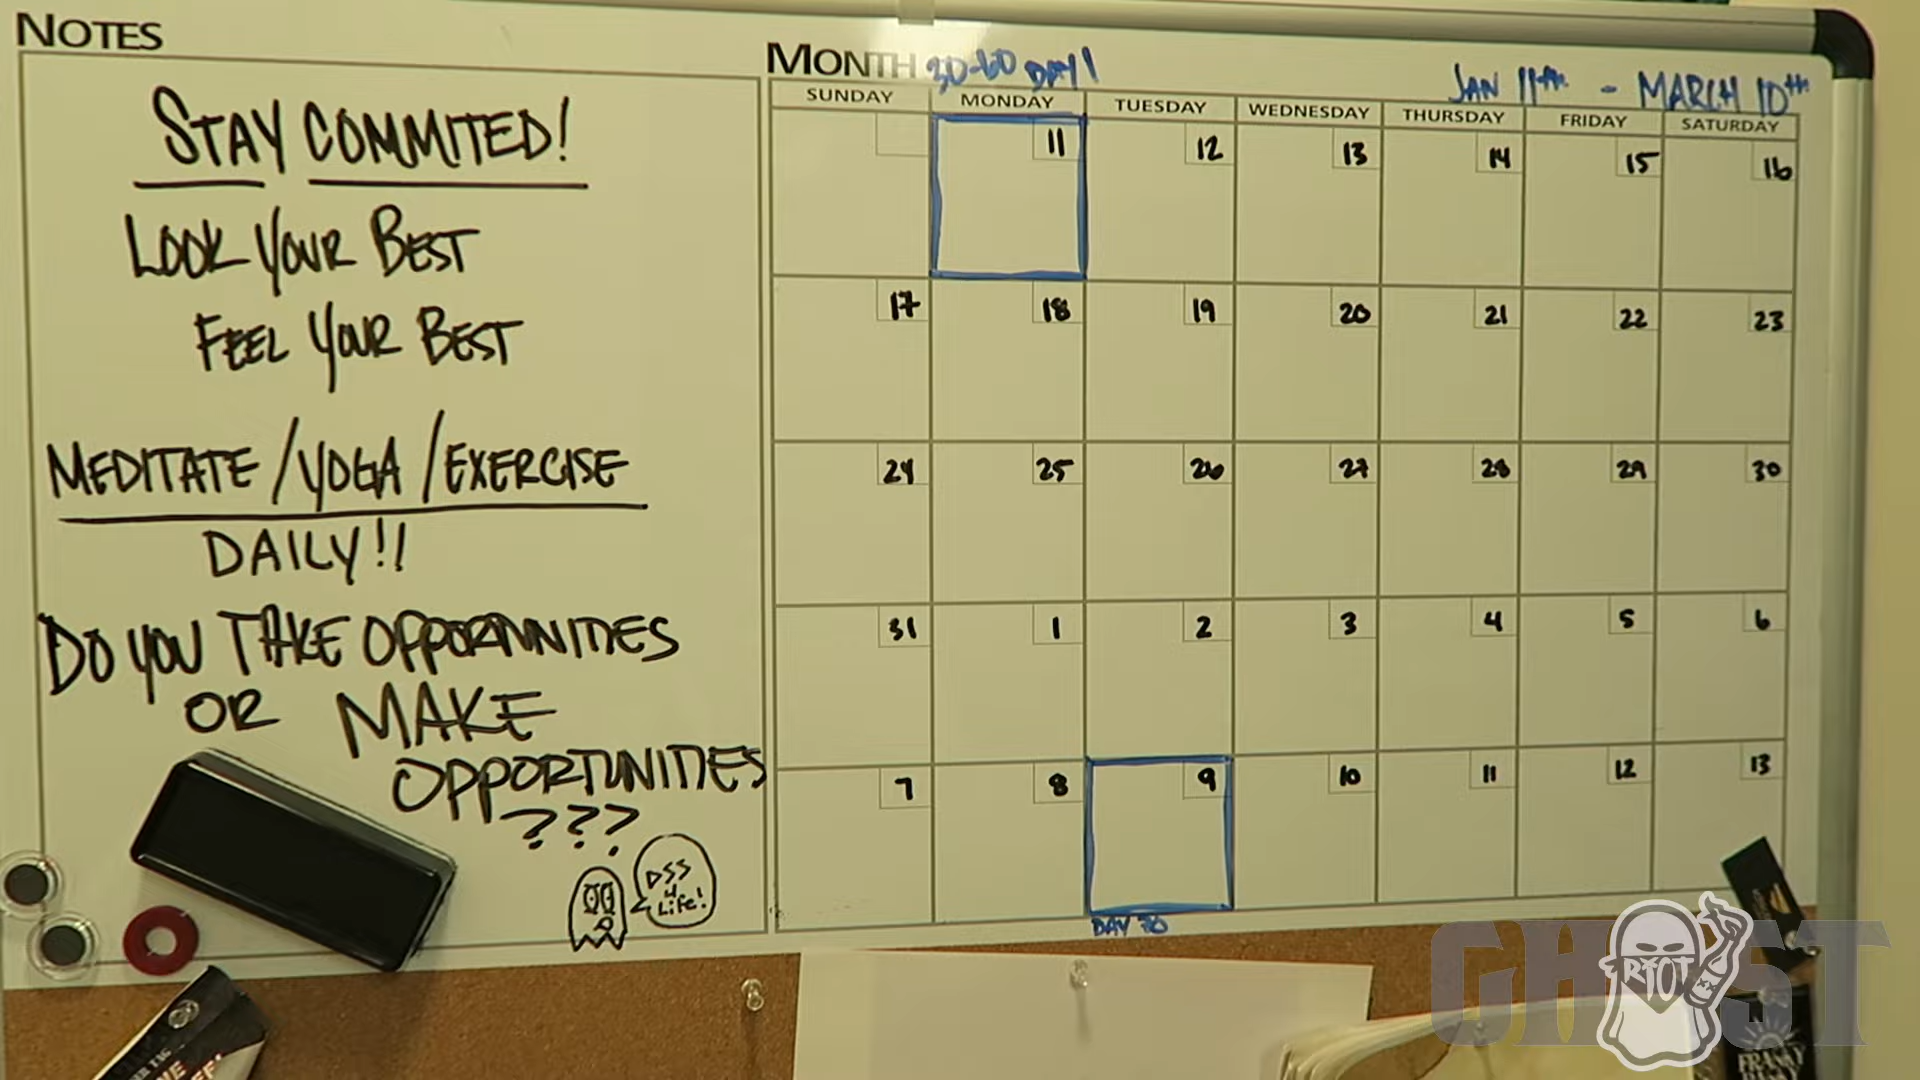 NOTES
STAY COMMITED!
LOOK YOUR BEST
FEEL YOUR BEST
MEDITATE / YOGA / EXERCISE
DAILY!!
DO YOU TAKE OPPORTUNITIES
OR MAKE
OPPORTUNITIES
???
DSS
4
Life!
MONTH 30-60 DAY! JAN 11th - MARCH 10th
SUNDAY MONDAY TUESDAY WEDNESDAY THURSDAY FRIDAY SATURDAY
11 12 13 14 15 16
17 18 19 20 21 22 23
24 25 26 27 28 29 30
31 1 2 3 4 5 6
7 8 9 10 11 12 13
DAY 30
GHOST
RIOT
XX
FRANKY